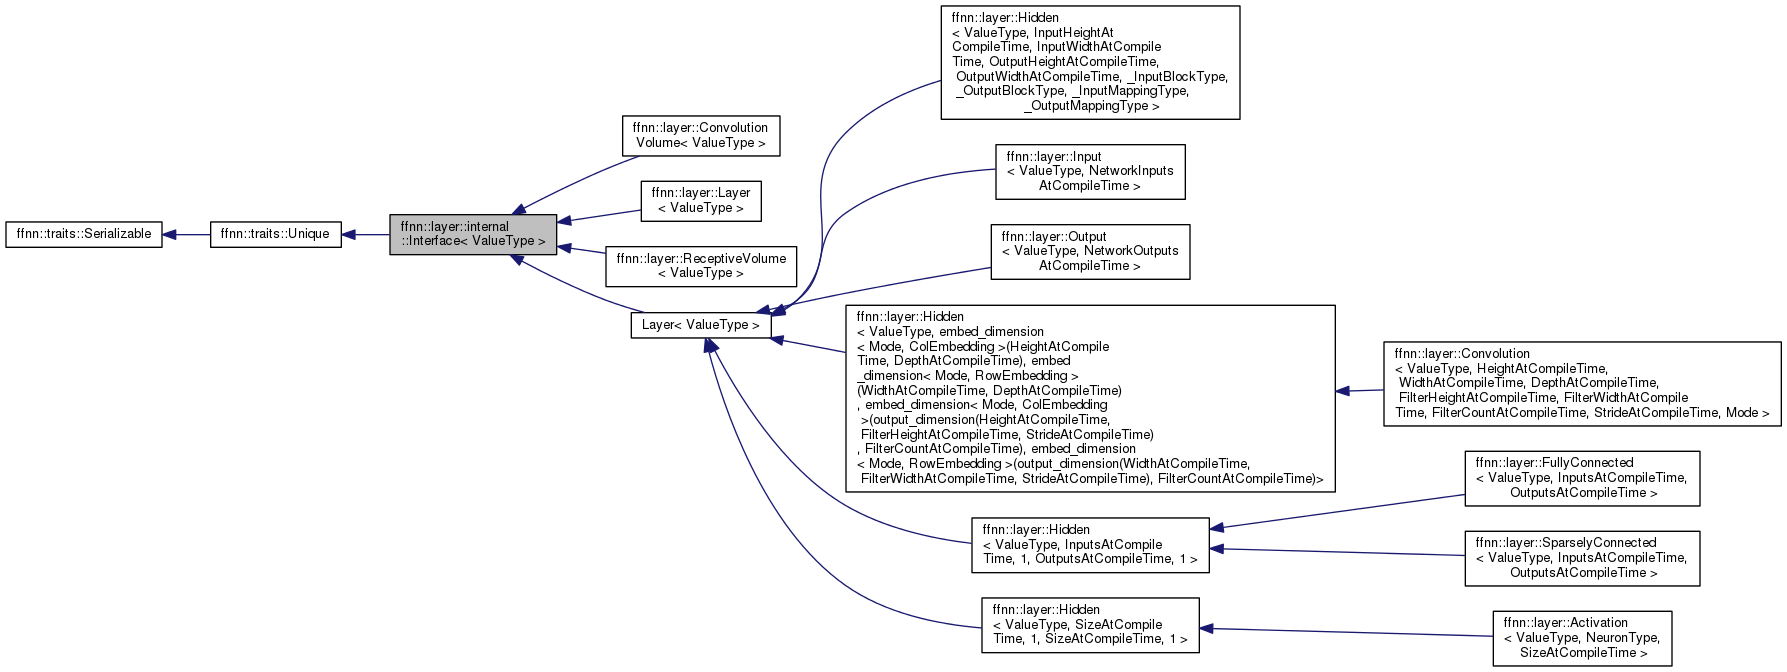 ffnn::traits::Serializable
ffnn::traits::Unique
ffnn::layer::internal
::Interface< ValueType >
ffnn::layer::Convolution
Volume< ValueType >
ffnn::layer::Layer
< ValueType >
ffnn::layer::ReceptiveVolume
< ValueType >
Layer< ValueType >
ffnn::layer::Hidden
< ValueType, InputHeightAt
CompileTime, InputWidthAtCompile
Time, OutputHeightAtCompileTime,
OutputWidthAtCompileTime, _InputBlockType,
_OutputBlockType, _InputMappingType,
_OutputMappingType >
ffnn::layer::Input
< ValueType, NetworkInputs
AtCompileTime >
ffnn::layer::Output
< ValueType, NetworkOutputs
AtCompileTime >
ffnn::layer::Hidden
< ValueType, embed_dimension
< Mode, ColEmbedding >(HeightAtCompile
Time, DepthAtCompileTime), embed
_dimension< Mode, RowEmbedding >
(WidthAtCompileTime, DepthAtCompileTime)
, embed_dimension< Mode, ColEmbedding
>(output_dimension(HeightAtCompileTime,
FilterHeightAtCompileTime, StrideAtCompileTime)
, FilterCountAtCompileTime), embed_dimension
< Mode, RowEmbedding >(output_dimension(WidthAtCompileTime,
FilterWidthAtCompileTime, StrideAtCompileTime), FilterCountAtCompileTime)>
ffnn::layer::Hidden
< ValueType, InputsAtCompile
Time, 1, OutputsAtCompileTime, 1 >
ffnn::layer::Hidden
< ValueType, SizeAtCompile
Time, 1, SizeAtCompileTime, 1 >
ffnn::layer::Convolution
< ValueType, HeightAtCompileTime,
WidthAtCompileTime, DepthAtCompileTime,
FilterHeightAtCompileTime, FilterWidthAtCompile
Time, FilterCountAtCompileTime, StrideAtCompileTime, Mode >
ffnn::layer::FullyConnected
< ValueType, InputsAtCompileTime,
OutputsAtCompileTime >
ffnn::layer::SparselyConnected
< ValueType, InputsAtCompileTime,
OutputsAtCompileTime >
ffnn::layer::Activation
< ValueType, NeuronType,
SizeAtCompileTime >